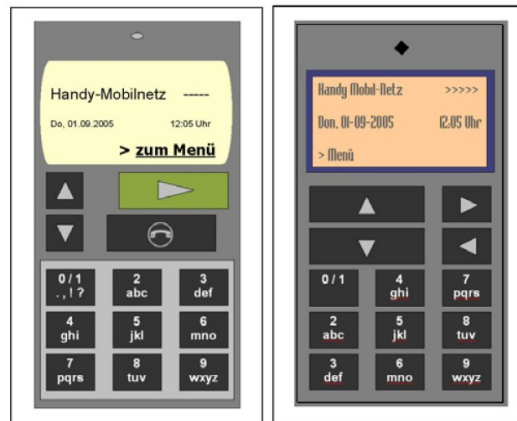 Handy-Mobilnetz -----
Do, 01.09.2005 12:05 Uhr
> zum Menü
0 / 1 2 3
. , ! ? abc def
4 5 6
ghi jkl mno
7 8 9
pqrs tuv wxyz
Handy Mobil-Netz >>>>>
Don, 01-09-2005 12.05 Uhr
> Menü
0 / 1 4 7
ghi pqrs
2 5 8
abc jkl tuv
3 6 9
def mno wxyz